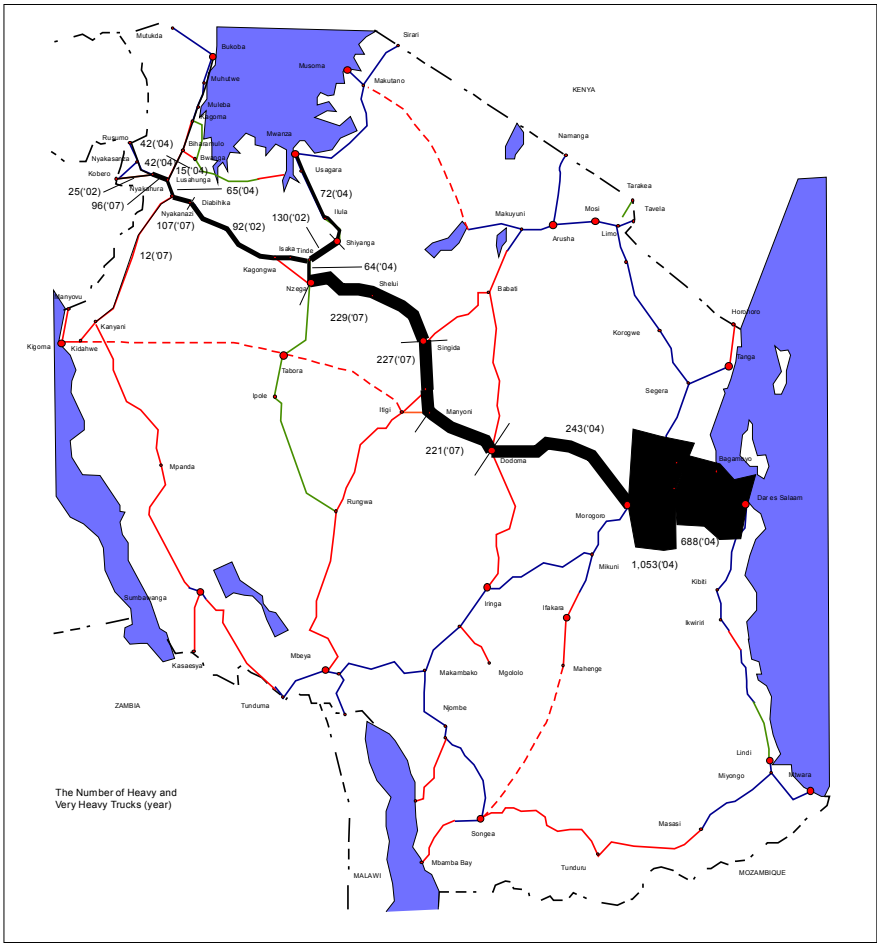 Mutukda
Sirari
Bukoba
Musoma
Makutano
Muhutwe
KENYA
Muleba
Kagoma
Mwanza
Rusumo
42('04)
Biharamulo
Namanga
Nyakasanza
42('04)
Bwanga
Usagara
Kobero
15('04)
Lusahunga
Tarakea
25('02)
Nyakahura
65('04)
72('04)
Mosi
Tavela
96('07)
Diabihika
Nyakanazi
Ilula
Makuyuni
Limo
107('07)
92('02)
130('02)
Arusha
Shiyanga
12('07)
Isaka
Tinde
Kagongwa
64('04)
Nzega
Shelui
Babati
Manyovu
Horohoro
229('07)
Kanyani
Korogwe
Kigoma
Kidahwe
Singida
Tanga
227('07)
Tabora
Segera
Ipole
Itigi
Manyoni
243('04)
221('07)
Dodoma
Bagamoyo
Mpanda
Rungwa
Dar es Salaam
Morogoro
688('04)
1,053('04)
Mikuni
Kibiti
Sumbawanga
Iringa
Ifakara
Ikwiriri
Mbeya
Kasaesya
Makambako
Mgololo
Mahenge
ZAMBIA
Tunduma
Njombe
Lindi
Miyongo
Mtwara
The Number of Heavy and
Very Heavy Trucks (year)
Masasi
Songea
Mbamba Bay
Tunduru
MALAWI
MOZAMBIQUE